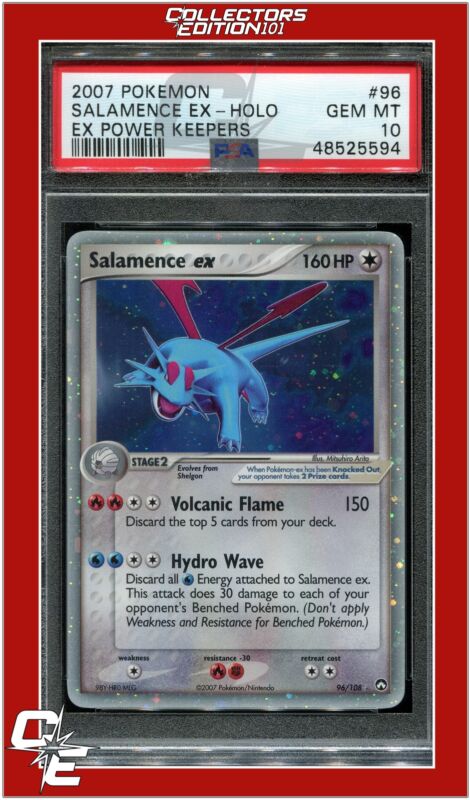 COLLECTORS
EDITION101
2007 POKEMON #96
SALAMENCE EX-HOLO GEM MT
EX POWER KEEPERS 10
PSA 48525594
Salamence ex 160 HP
Illus. Mitsuhiro Arita
STAGE2
Evolves from
Shelgon
When Pokémon-ex has been Knocked Out,
your opponent takes 2 Prize cards.
Volcanic Flame 150
Discard the top 5 cards from your deck.
Hydro Wave
Discard all Energy attached to Salamence ex.
This attack does 30 damage to each of your
opponent's Benched Pokémon. (Don't apply
Weakness and Resistance for Benched Pokémon.)
weakness resistance -30 retreat cost
98Y-HR0 MLG ©2007 Pokémon/Nintendo 96/108
CE